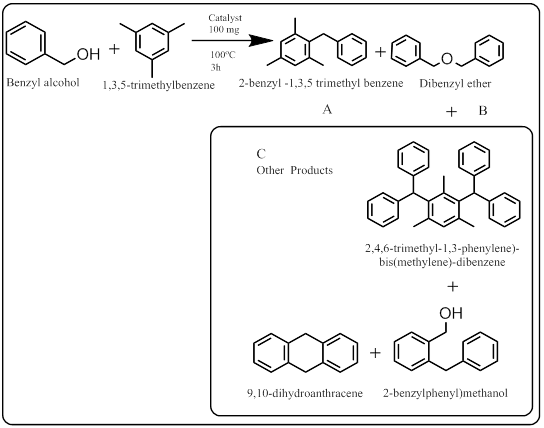 Catalyst
100 mg
100°C
3h
OH
+
+
O
Benzyl alcohol
1,3,5-trimethylbenzene
2-benzyl -1,3,5 trimethyl benzene
Dibenzyl ether
A
+ B
C
Other Products
2,4,6-trimethyl-1,3-phenylene)-
bis(methylene)-dibenzene
+
OH
+
9,10-dihydroanthracene
2-benzylphenyl)methanol